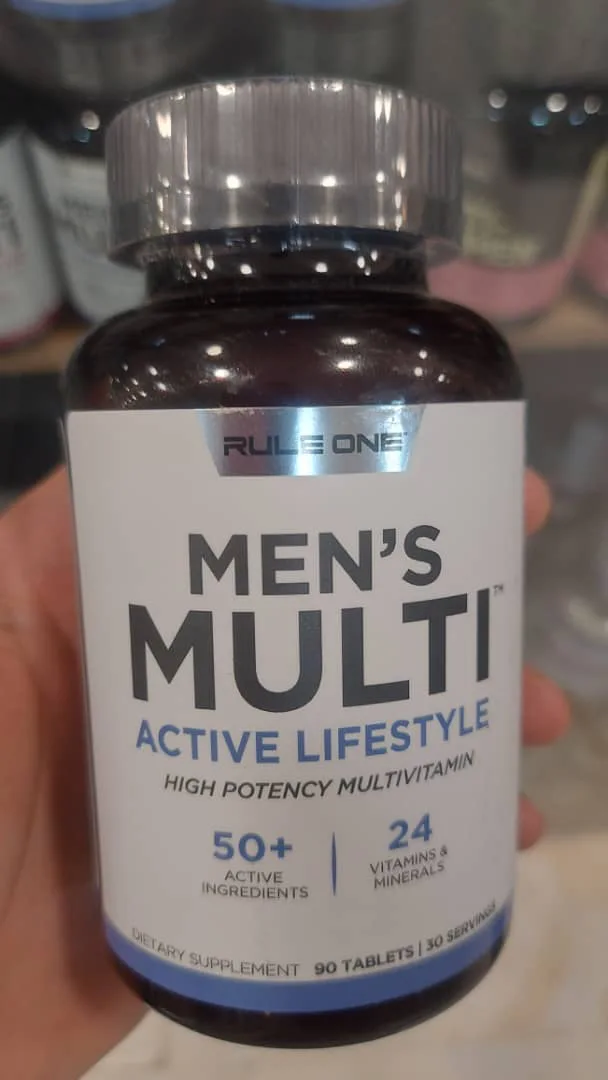 RULE ONE
MEN'S
MULTI™
ACTIVE LIFESTYLE
HIGH POTENCY MULTIVITAMIN
50+
ACTIVE
INGREDIENTS
24
VITAMINS &
MINERALS
DIETARY SUPPLEMENT 90 TABLETS | 30 SERVINGS